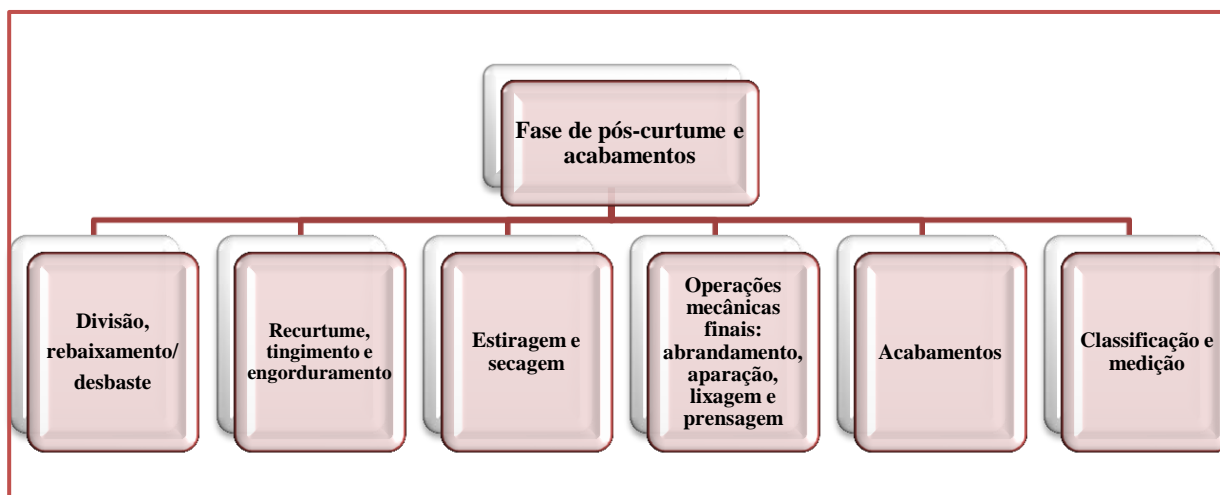 Fase de pós-curtume e
acabamentos
Divisão,
rebaixamento/
desbaste
Recurtume,
tingimento e
engorduramento
Estiragem e
secagem
Operações
mecânicas
finais:
abrandamento,
aparação,
lixagem e
prensagem
Acabamentos
Classificação e
medição